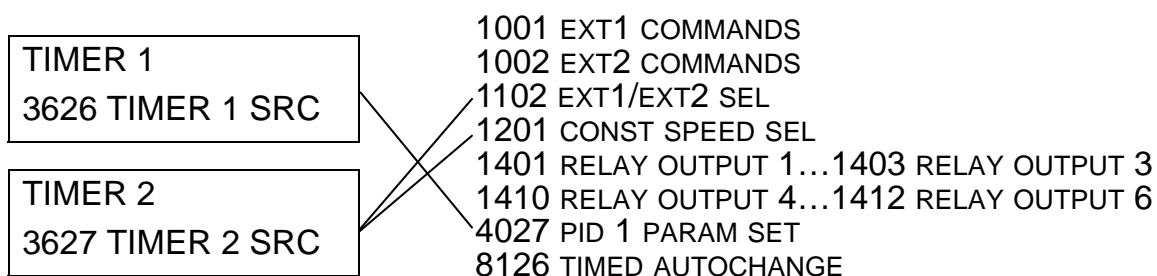 TIMER 1
3626 TIMER 1 SRC
TIMER 2
3627 TIMER 2 SRC
1001 EXT1 COMMANDS
1002 EXT2 COMMANDS
1102 EXT1/EXT2 SEL
1201 CONST SPEED SEL
1401 RELAY OUTPUT 1…1403 RELAY OUTPUT 3
1410 RELAY OUTPUT 4…1412 RELAY OUTPUT 6
4027 PID 1 PARAM SET
8126 TIMED AUTOCHANGE